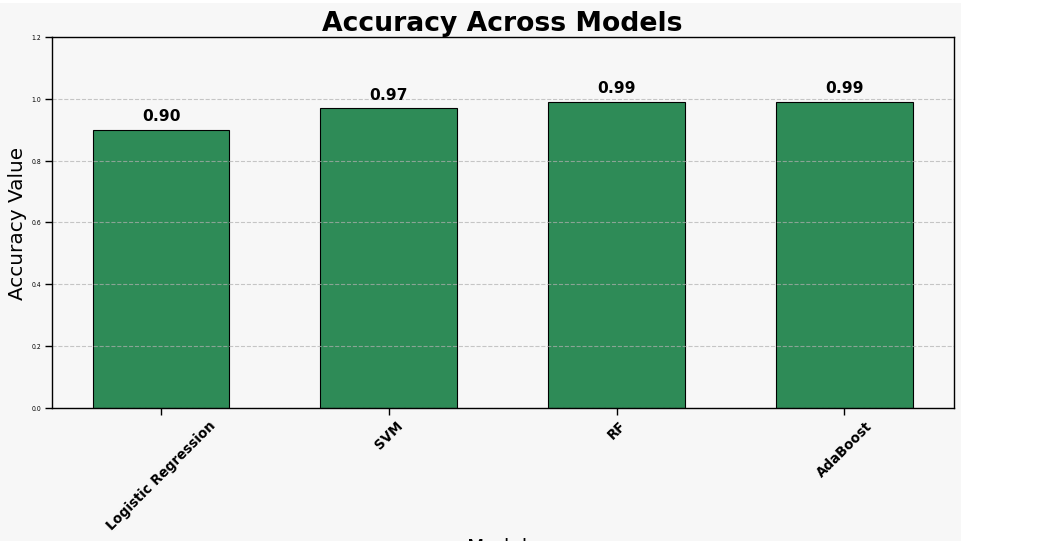 Accuracy Across Models
Accuracy Value
1.2
1.0
0.8
0.6
0.4
0.2
0.0
0.90
0.97
0.99
0.99
Logistic Regression
SVM
RF
AdaBoost